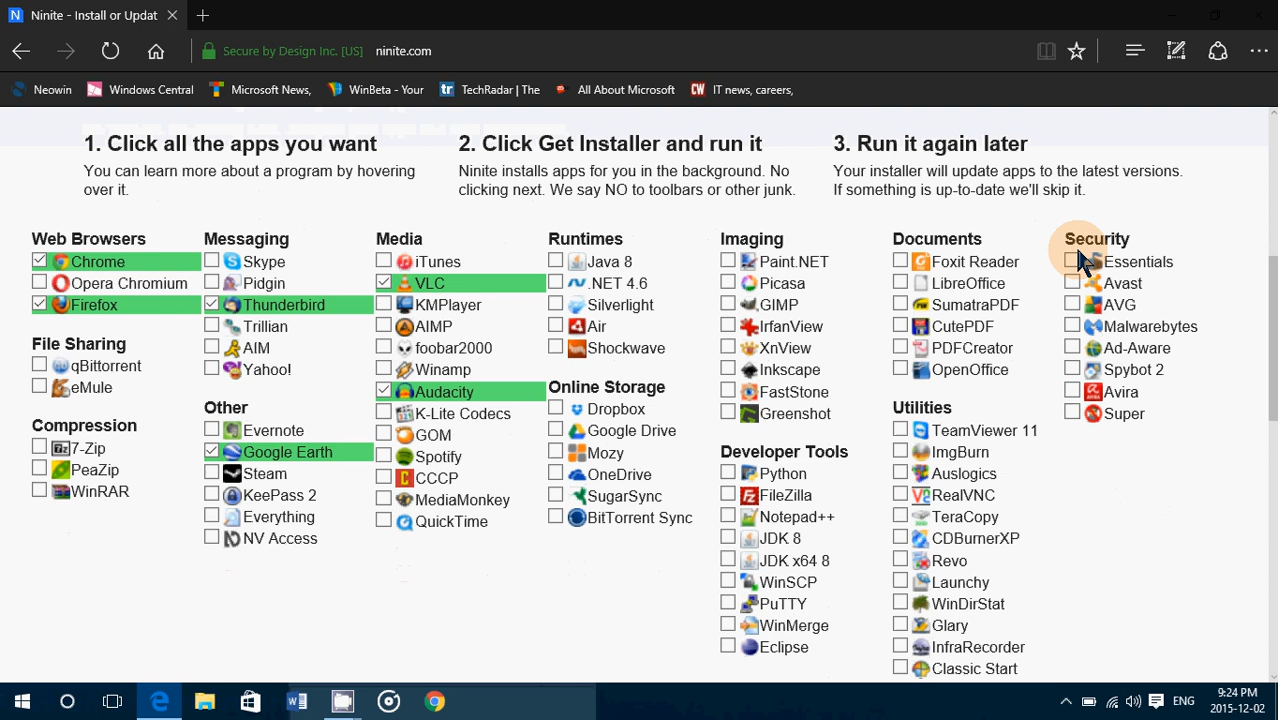 Ninite - Install or Updat
Secure by Design Inc. [US] ninite.com
Neowin Windows Central Microsoft News, WinBeta - Your TechRadar | The All About Microsoft CW IT news, careers,
1. Click all the apps you want
You can learn more about a program by hovering
over it.
2. Click Get Installer and run it
Ninite installs apps for you in the background. No
clicking next. We say NO to toolbars or other junk.
3. Run it again later
Your installer will update apps to the latest versions.
If something is up-to-date we'll skip it.
Web Browsers
Chrome
Opera Chromium
Firefox
File Sharing
qBittorrent
eMule
Compression
7-Zip
PeaZip
WinRAR
Messaging
Skype
Pidgin
Thunderbird
Trillian
AIM
Yahoo!
Other
Evernote
Google Earth
Steam
KeePass 2
Everything
NV Access
Media
iTunes
VLC
KMPlayer
AIMP
foobar2000
Winamp
Audacity
K-Lite Codecs
GOM
Spotify
CCCP
MediaMonkey
QuickTime
Runtimes
Java 8
.NET 4.6
Silverlight
Air
Shockwave
Online Storage
Dropbox
Google Drive
Mozy
OneDrive
SugarSync
BitTorrent Sync
Imaging
Paint.NET
Picasa
GIMP
IrfanView
XnView
Inkscape
FastStone
Greenshot
Developer Tools
Python
FileZilla
Notepad++
JDK 8
JDK x64 8
WinSCP
PuTTY
WinMerge
Eclipse
Documents
Foxit Reader
LibreOffice
SumatraPDF
CutePDF
PDFCreator
OpenOffice
Utilities
TeamViewer 11
ImgBurn
Auslogics
RealVNC
TeraCopy
CDBurnerXP
Revo
Launchy
WinDirStat
Glary
InfraRecorder
Classic Start
Security
Essentials
Avast
AVG
Malwarebytes
Ad-Aware
Spybot 2
Avira
Super
ENG
9:24 PM
2015-12-02